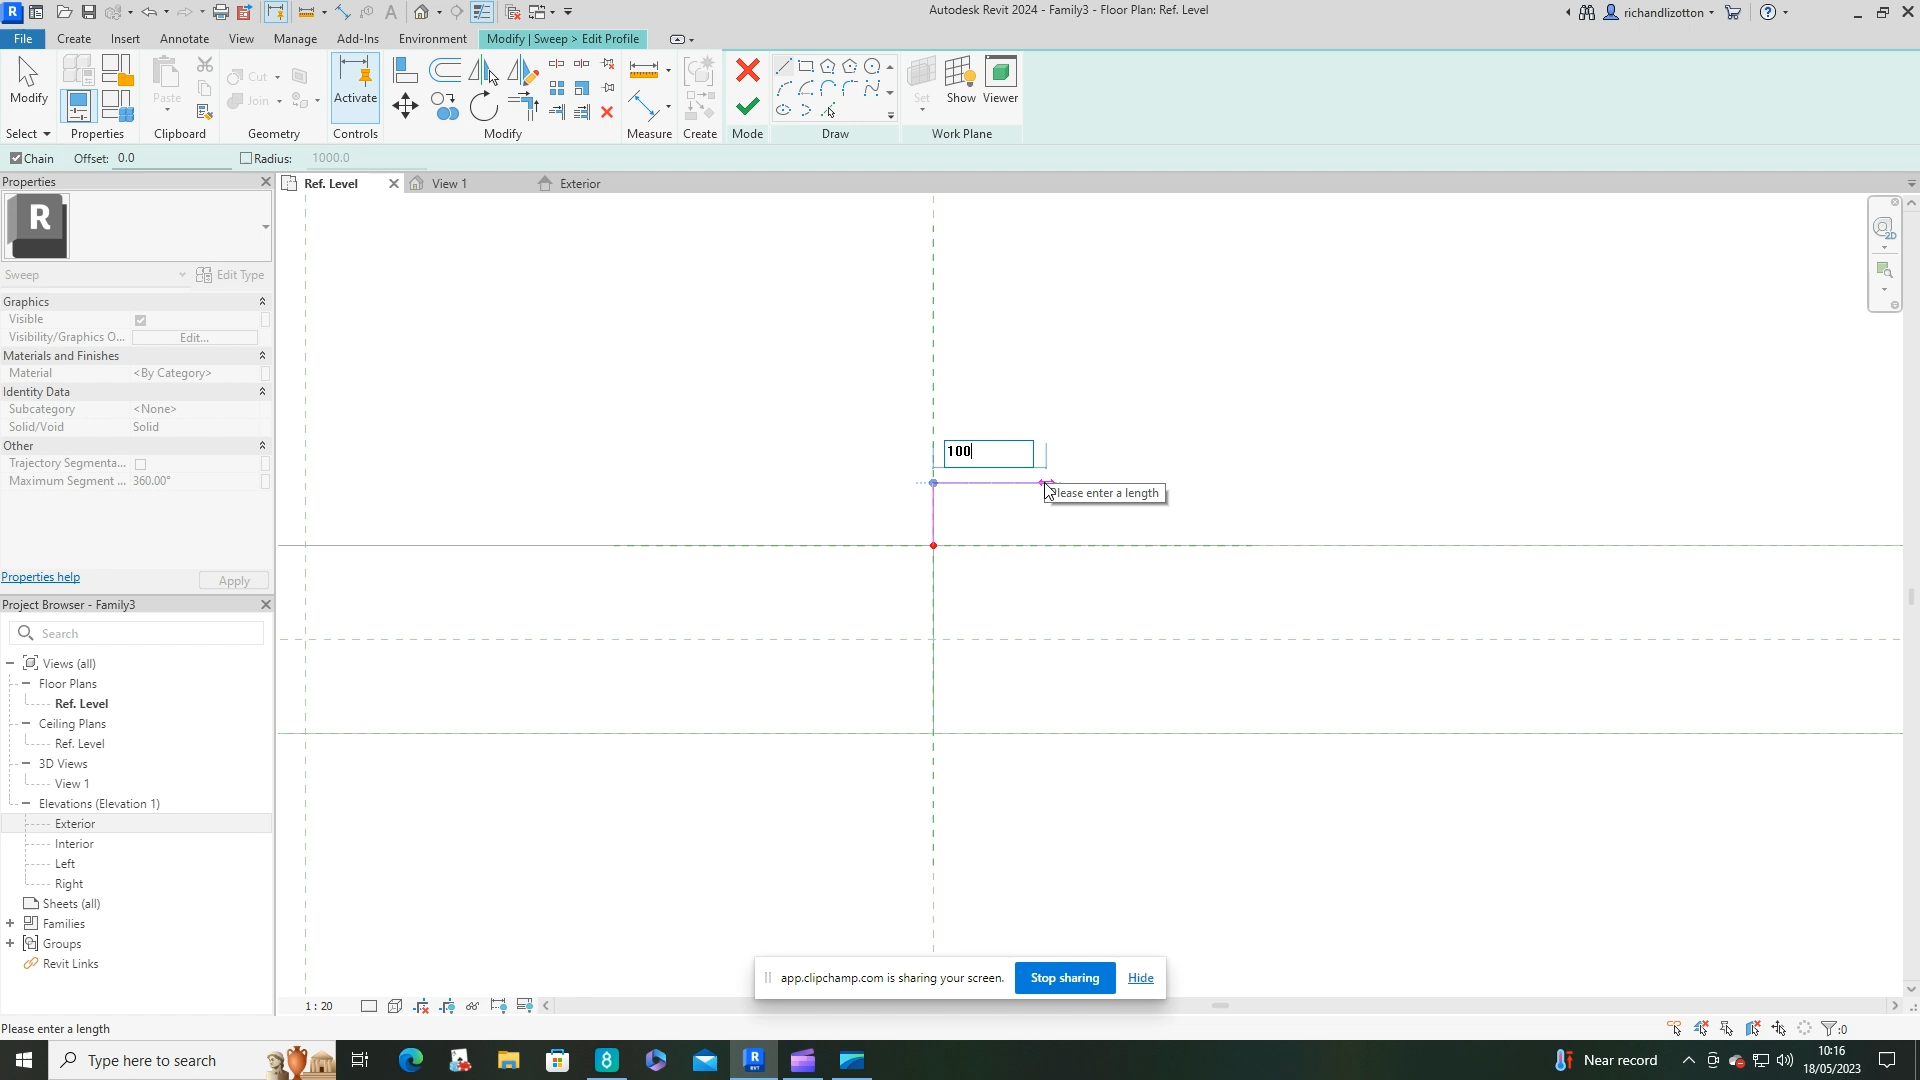 Autodesk Revit 2024 - Family3 - Floor Plan: Ref. Level
richandlizotton
File
Create
Insert
Annotate
View
Manage
Add-Ins
Environment
Modify | Sweep > Edit Profile
Modify
Select
Properties
Paste
Clipboard
Cut
Join
Geometry
Activate
Controls
Modify
Measure
Create
Mode
Draw
Set
Show
Viewer
Work Plane
Chain
Offset: 0.0
Radius: 1000.0
Properties
Ref. Level
View 1
Exterior
R
Sweep
Edit Type
Graphics
Visible
Visibility/Graphics O...
Edit...
Materials and Finishes
Material
<By Category>
Identity Data
Subcategory
<None>
Solid/Void
Solid
Other
Trajectory Segmenta...
Maximum Segment ...
360.00°
Properties help
Apply
Project Browser - Family3
Search
Views (all)
Floor Plans
Ref. Level
Ceiling Plans
Ref. Level
3D Views
View 1
Elevations (Elevation 1)
Exterior
Interior
Left
Right
Sheets (all)
Families
Groups
Revit Links
100
Please enter a length
2D
app.clipchamp.com is sharing your screen.
Stop sharing
Hide
1 : 20
Please enter a length
:0
Type here to search
Near record
10:16
18/05/2023